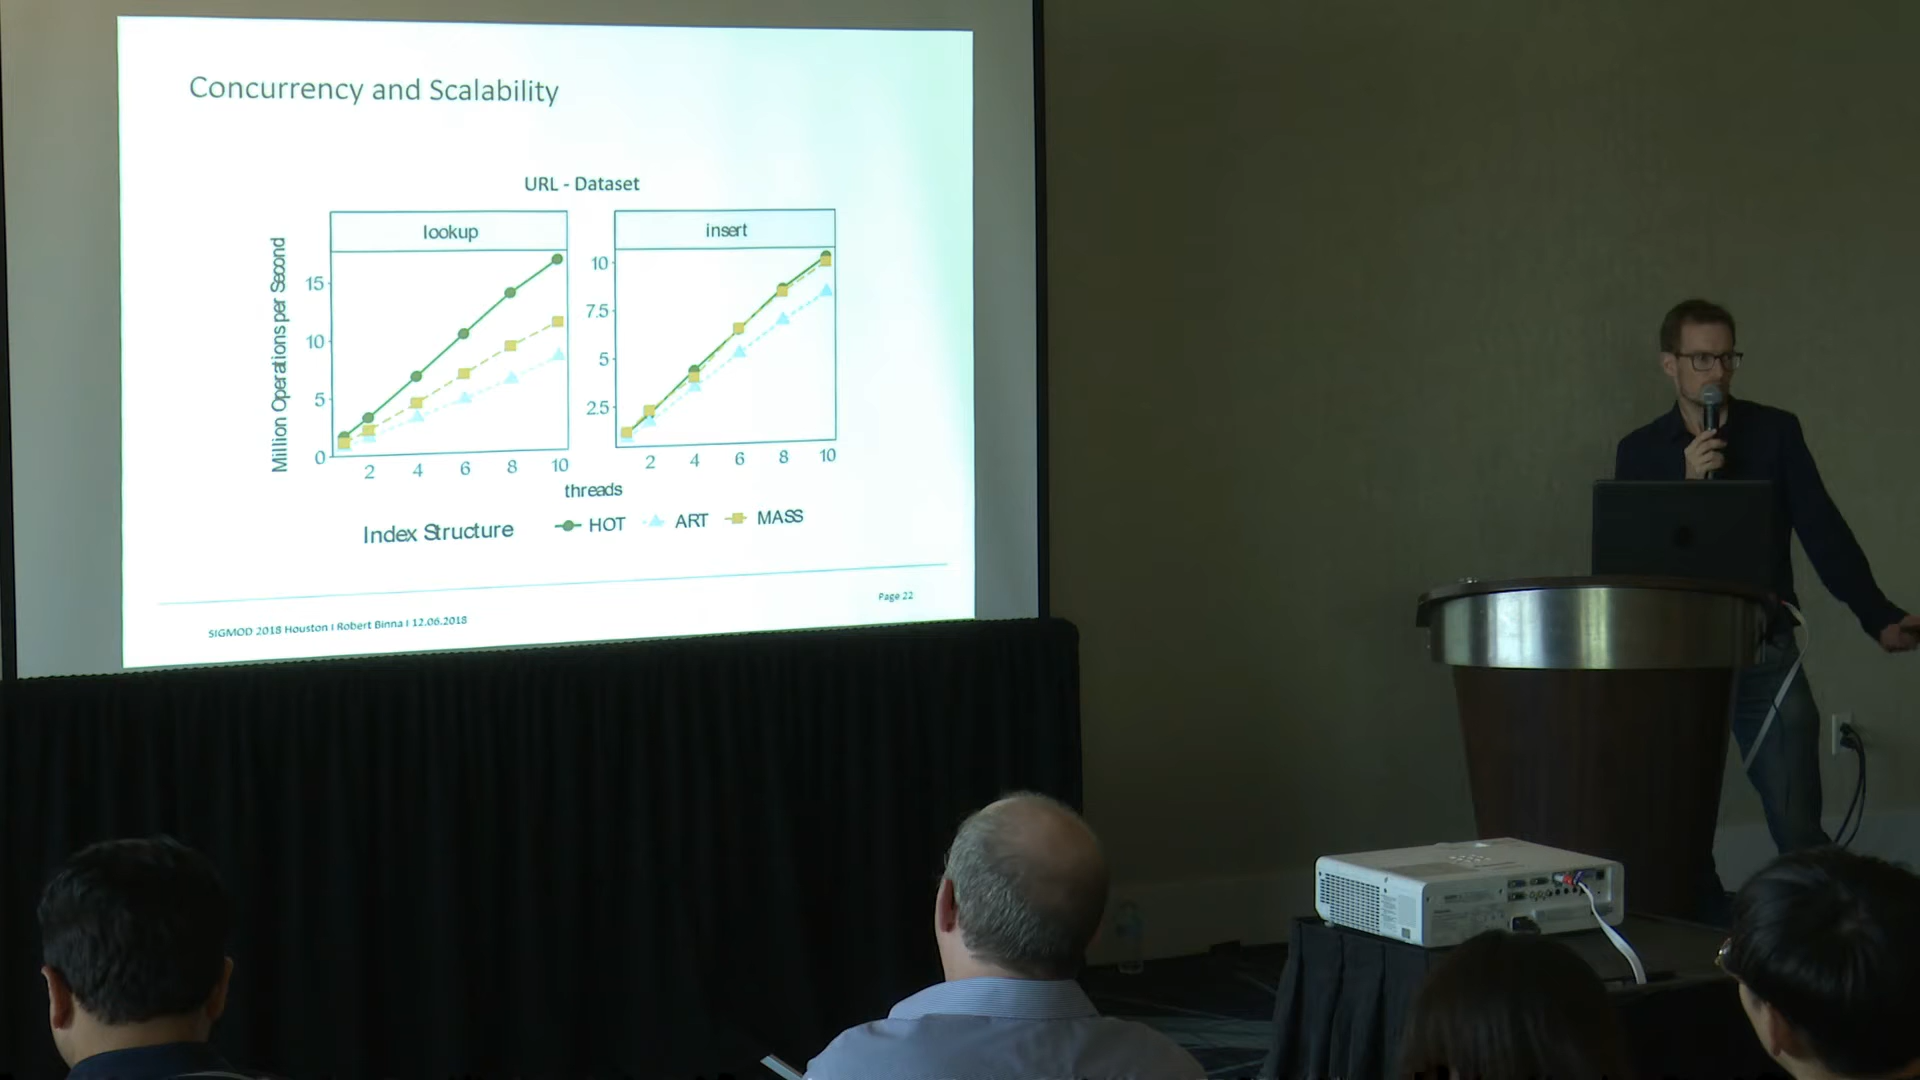 Concurrency and Scalability
URL - Dataset
lookup
insert
Million Operations per Second
15
10
5
0
10
7.5
5
2.5
2 4 6 8 10
2 4 6 8 10
threads
Index Structure HOT ART MASS
Page 22
SIGMOD 2018 Houston I Robert Binna I 12.06.2018